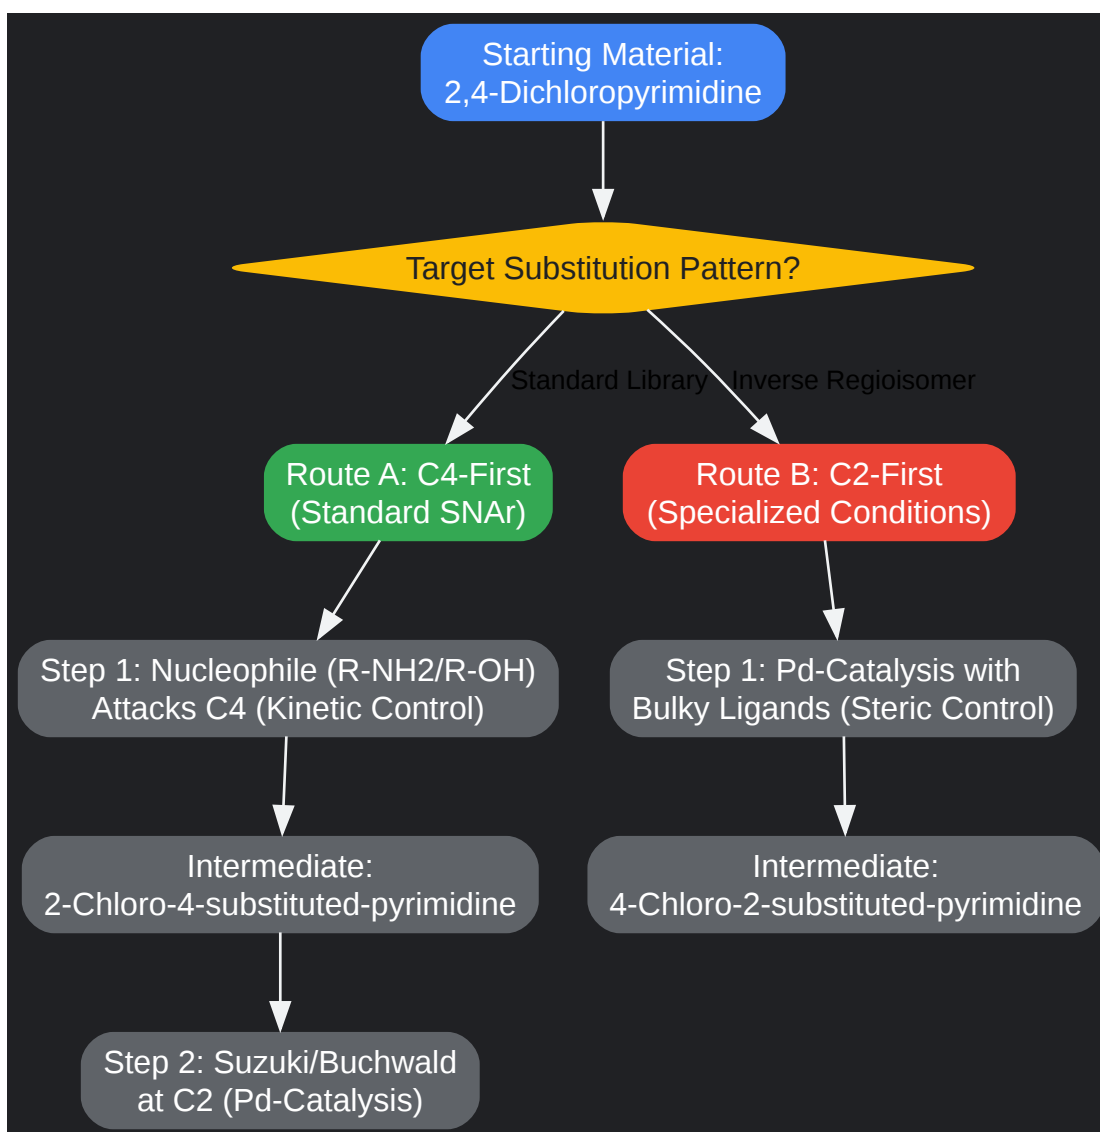 Starting Material:
2,4-Dichloropyrimidine
Target Substitution Pattern?
Standard Library
Inverse Regioisomer
Route A: C4-First
(Standard SNAr)
Route B: C2-First
(Specialized Conditions)
Step 1: Nucleophile (R-NH2/R-OH)
Attacks C4 (Kinetic Control)
Step 1: Pd-Catalysis with
Bulky Ligands (Steric Control)
Intermediate:
2-Chloro-4-substituted-pyrimidine
Intermediate:
4-Chloro-2-substituted-pyrimidine
Step 2: Suzuki/Buchwald
at C2 (Pd-Catalysis)